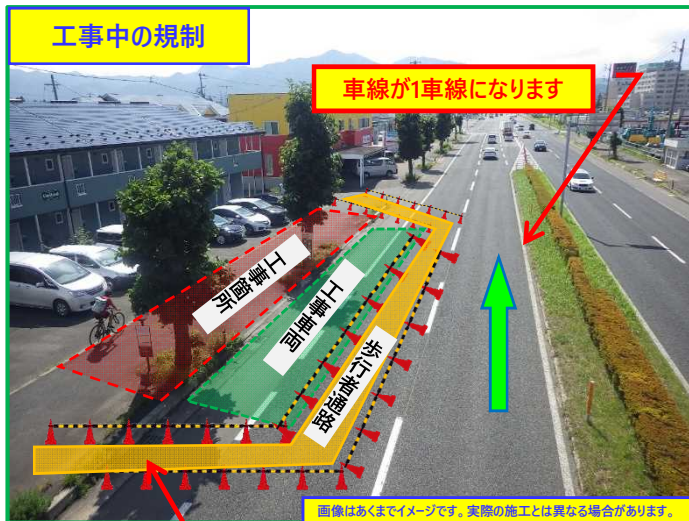 工事中の規制
車線が1車線になります
工事箇所
工事車両
歩行者通路
画像はあくまでイメージです。実際の施工とは異なる場合があります。